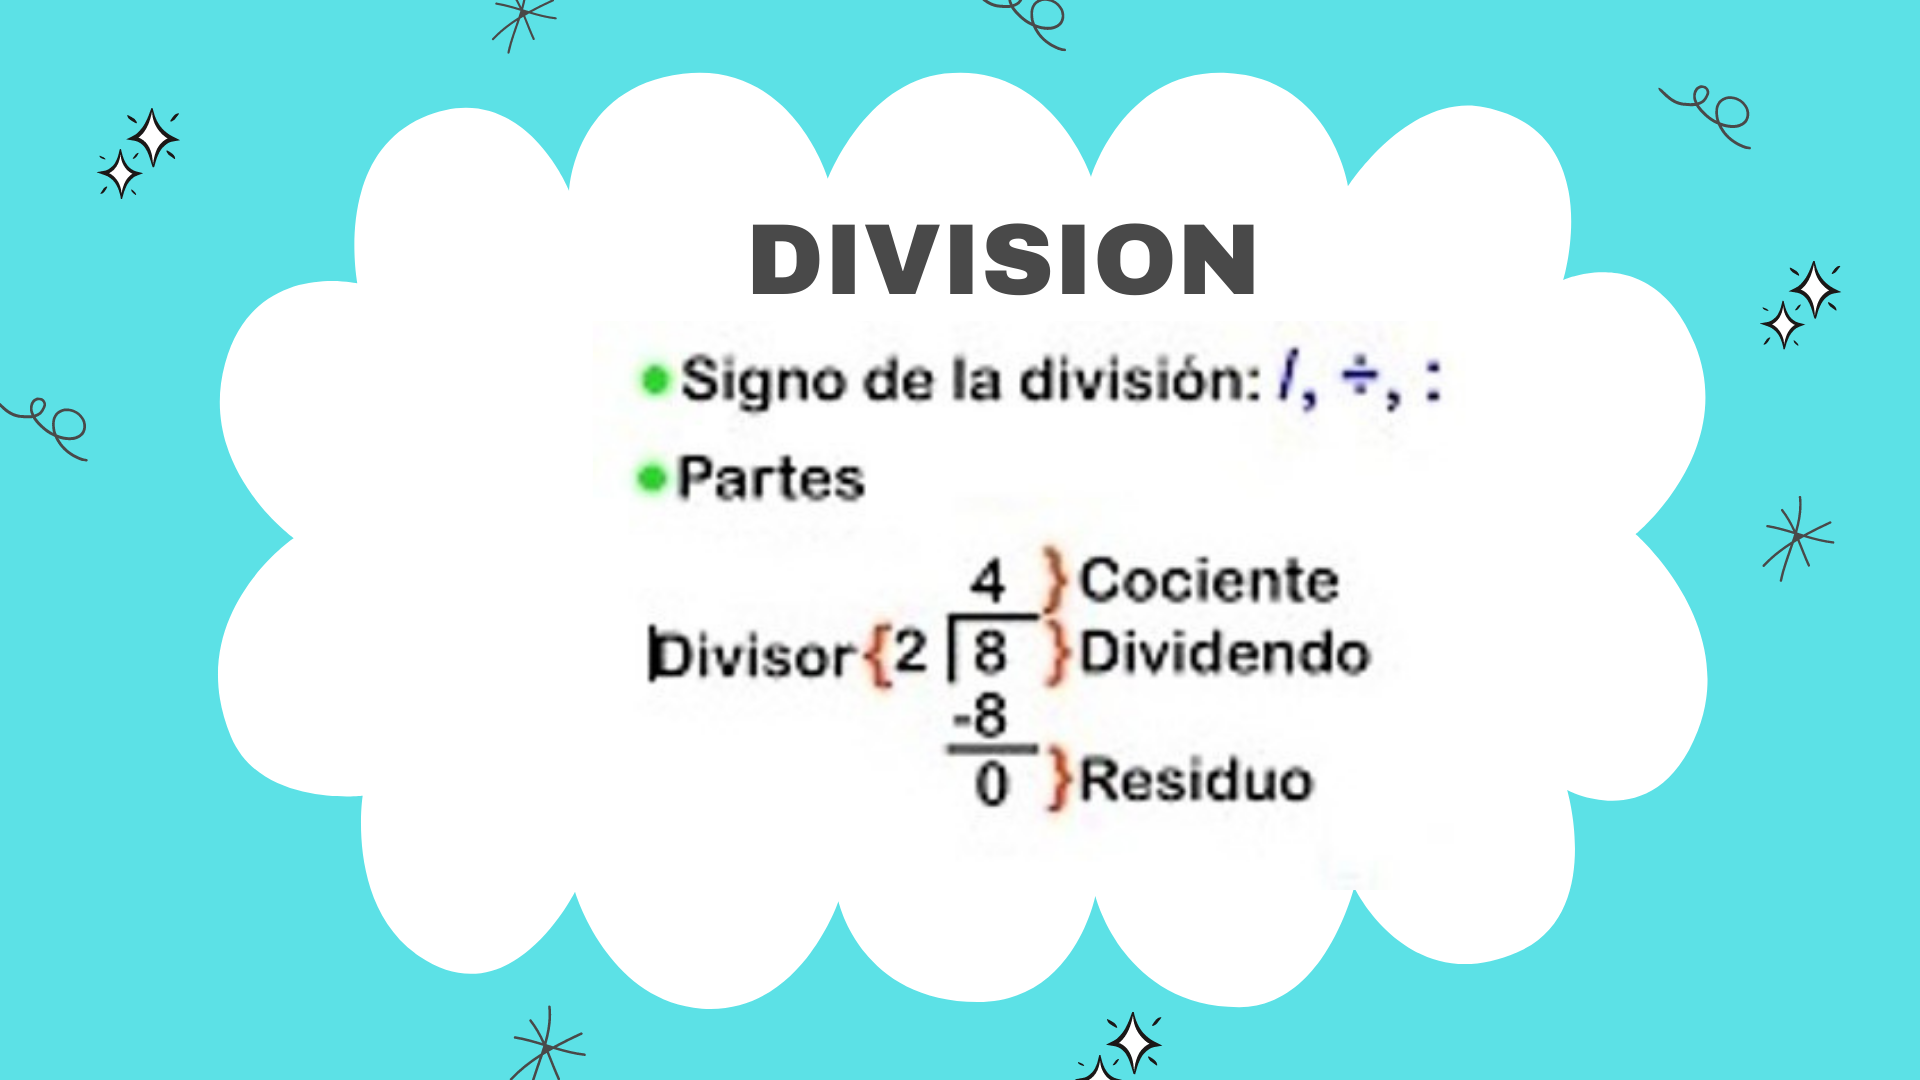 DIVISION
Signo de la división: /, ÷, :
Partes
4 } Cociente
Divisor { 2 8 } Dividendo
-8
0 } Residuo